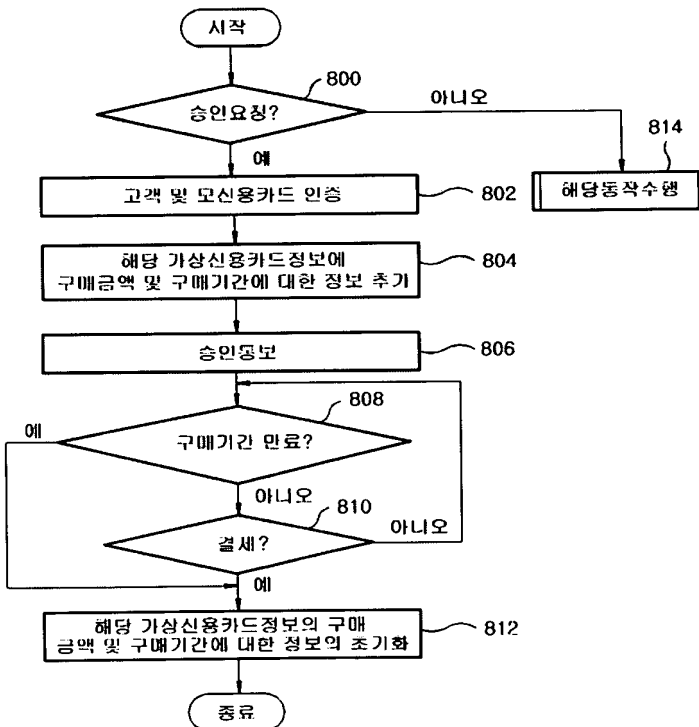 시작
800
승인요청?
아니오
814
예
해당동작수행
고객 및 모신용카드 인증
802
해당 가상신용카드정보에
구매금액 및 구매기간에 대한 정보 추가
804
승인통보
806
808
예
구매기간 만료?
아니오
810
아니오
결제?
예
해당 가상신용카드정보의 구매
금액 및 구매기간에 대한 정보의 초기화
812
종료